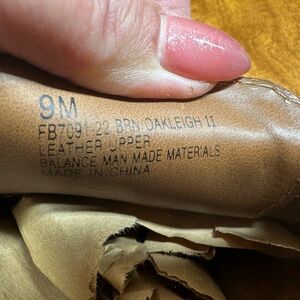 9M
FB7091-22 BRN OAKLEIGH II
LEATHER UPPER
BALANCE MAN MADE MATERIALS
MADE IN CHINA